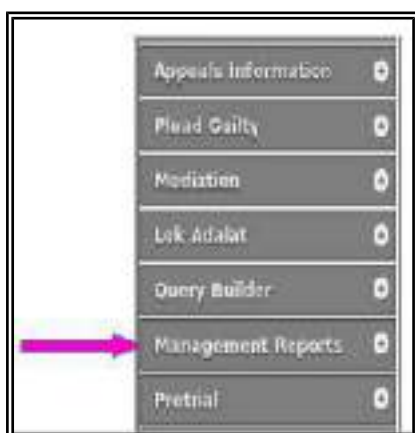 Appeals Information
Plead Guilty
Mediation
Lok Adalat
Query Builder
Management Reports
Pretrial